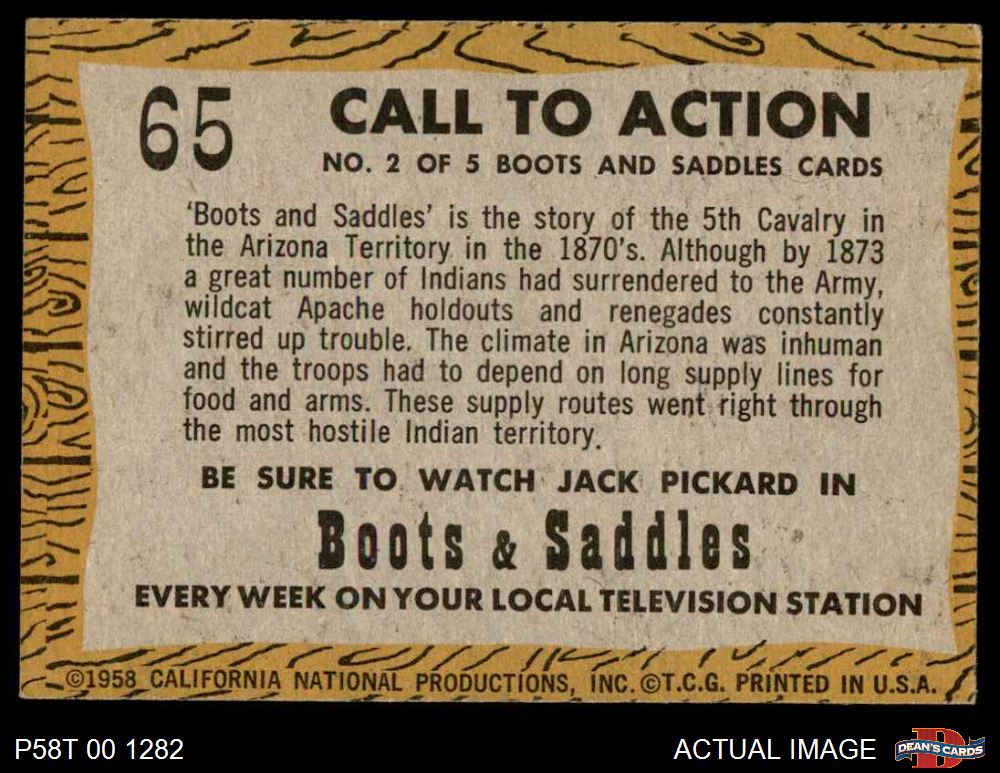 65
CALL TO ACTION
NO. 2 OF 5 BOOTS AND SADDLES CARDS
'Boots and Saddles' is the story of the 5th Cavalry in
the Arizona Territory in the 1870's. Although by 1873
a great number of Indians had surrendered to the Army,
wildcat Apache holdouts and renegades constantly
stirred up trouble. The climate in Arizona was inhuman
and the troops had to depend on long supply lines for
food and arms. These supply routes went right through
the most hostile Indian territory.
BE SURE TO WATCH JACK PICKARD IN
Boots & Saddles
EVERY WEEK ON YOUR LOCAL TELEVISION STATION
©1958 CALIFORNIA NATIONAL PRODUCTIONS, INC. ©T.C.G. PRINTED IN U.S.A.
P58T 00 1282
ACTUAL IMAGE
D
DEAN'S CARDS